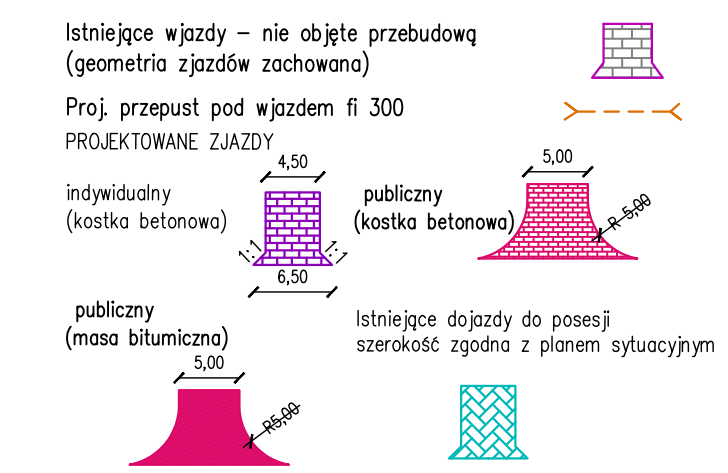 Istniejące wjazdy – nie objęte przebudową
(geometria zjazdów zachowana)
Proj. przepust pod wjazdem fi 300
PROJEKTOWANE ZJAZDY
4,50
indywidualny
(kostka betonowa)
1:1
1:1
6,50
5,00
publiczny
(kostka betonowa)
R 5,00
publiczny
(masa bitumiczna)
5,00
R5,00
Istniejące dojazdy do posesji
szerokość zgodna z planem sytuacyjnym